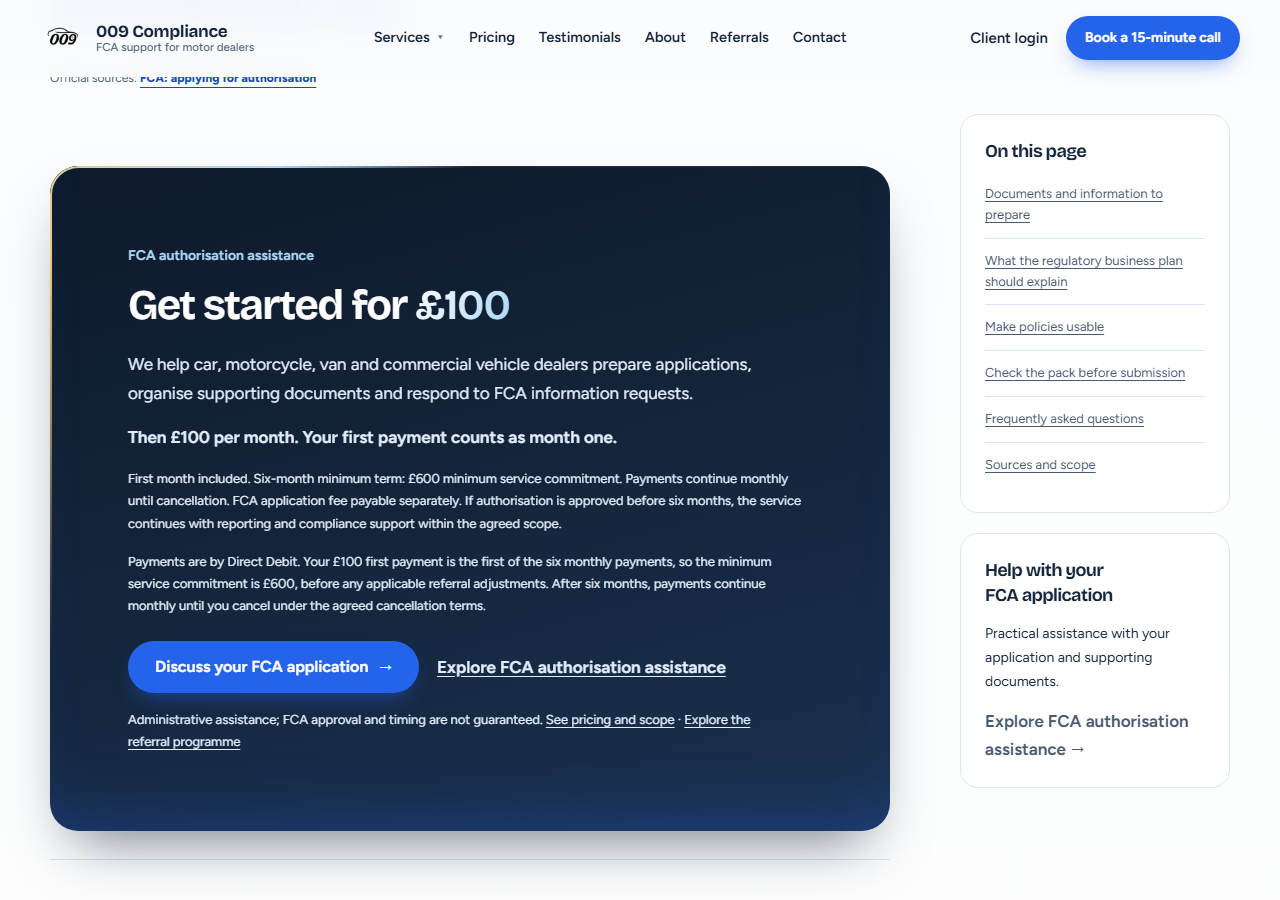 009
009 Compliance
FCA support for motor dealers
Services ▾
Pricing
Testimonials
About
Referrals
Contact
Client login
Book a 15-minute call
Official sources: FCA: applying for authorisation
FCA authorisation assistance
Get started for £100
We help car, motorcycle, van and commercial vehicle dealers prepare applications,
organise supporting documents and respond to FCA information requests.
Then £100 per month. Your first payment counts as month one.
First month included. Six-month minimum term: £600 minimum service commitment. Payments continue monthly
until cancellation. FCA application fee payable separately. If authorisation is approved before six months, the service
continues with reporting and compliance support within the agreed scope.
Payments are by Direct Debit. Your £100 first payment is the first of the six monthly payments, so the minimum
service commitment is £600, before any applicable referral adjustments. After six months, payments continue
monthly until you cancel under the agreed cancellation terms.
Discuss your FCA application →
Explore FCA authorisation assistance
Administrative assistance; FCA approval and timing are not guaranteed. See pricing and scope · Explore the
referral programme
On this page
Documents and information to
prepare
What the regulatory business plan
should explain
Make policies usable
Check the pack before submission
Frequently asked questions
Sources and scope
Help with your
FCA application
Practical assistance with your
application and supporting
documents.
Explore FCA authorisation
assistance →